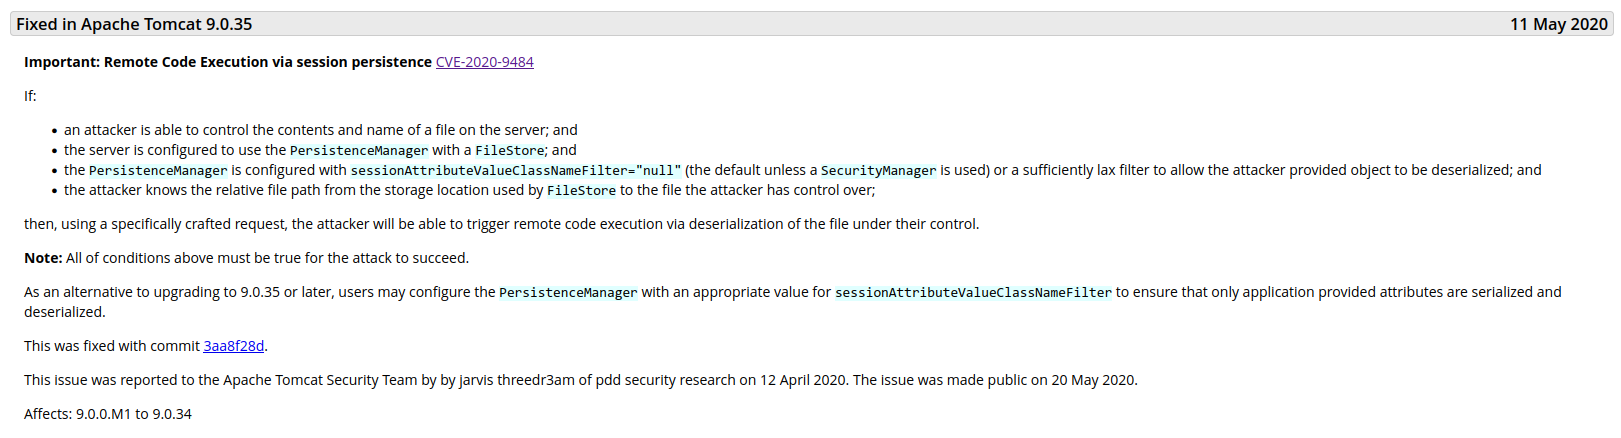 Fixed in Apache Tomcat 9.0.35 11 May 2020
Important: Remote Code Execution via session persistence CVE-2020-9484
If:
• an attacker is able to control the contents and name of a file on the server; and
• the server is configured to use the PersistenceManager with a FileStore; and
• the PersistenceManager is configured with sessionAttributeValueClassNameFilter="null" (the default unless a SecurityManager is used) or a sufficiently lax filter to allow the attacker provided object to be deserialized; and
• the attacker knows the relative file path from the storage location used by FileStore to the file the attacker has control over;
then, using a specifically crafted request, the attacker will be able to trigger remote code execution via deserialization of the file under their control.
Note: All of conditions above must be true for the attack to succeed.
As an alternative to upgrading to 9.0.35 or later, users may configure the PersistenceManager with an appropriate value for sessionAttributeValueClassNameFilter to ensure that only application provided attributes are serialized and
deserialized.
This was fixed with commit 3aa8f28d.
This issue was reported to the Apache Tomcat Security Team by by jarvis threedr3am of pdd security research on 12 April 2020. The issue was made public on 20 May 2020.
Affects: 9.0.0.M1 to 9.0.34